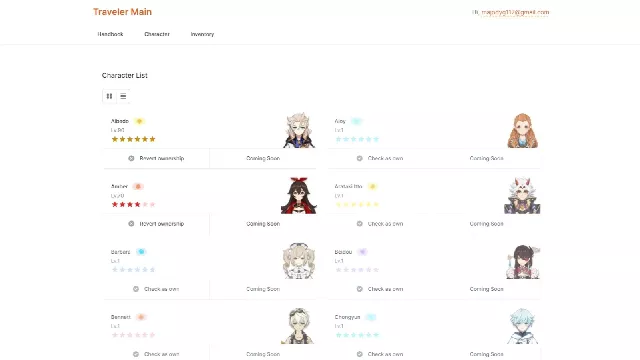 Traveler Main
Handbook
Character
Inventory
Character List
Albedo
Lv.90
Revert ownership
Coming Soon
Aloy
Lv.1
Check as own
Coming Soon
Amber
Lv.70
Revert ownership
Coming Soon
Arataki Itto
Lv.1
Check as own
Coming Soon
Barbara
Lv.1
Check as own
Coming Soon
Beidou
Lv.1
Check as own
Coming Soon
Bennett
Lv.1
Check as own
Coming Soon
Chongyun
Lv.1
Check as own
Coming Soon